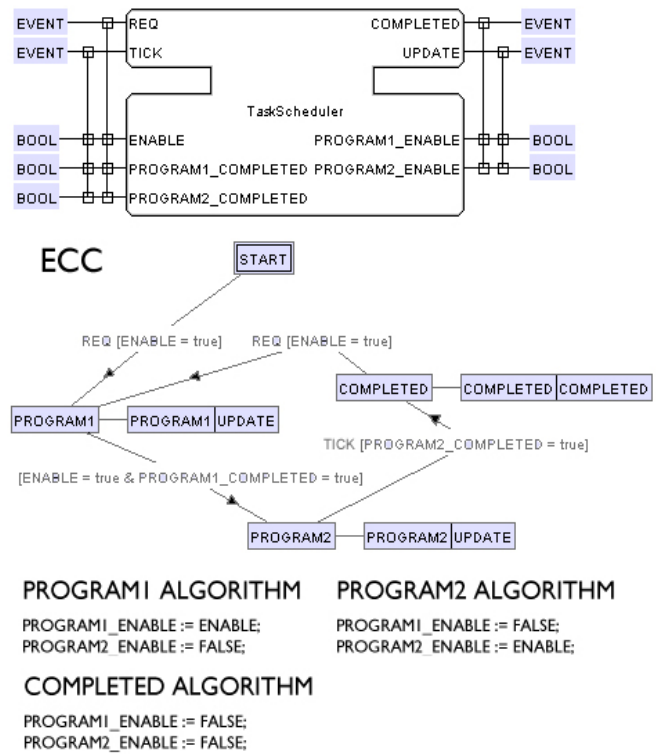 EVENT REQ COMPLETED EVENT
EVENT TICK UPDATE EVENT
TaskScheduler
BOOL ENABLE PROGRAM1_ENABLE BOOL
BOOL PROGRAM1_COMPLETED PROGRAM2_ENABLE BOOL
BOOL PROGRAM2_COMPLETED
ECC
START
REQ [ENABLE = true] REQ [ENABLE = true]
COMPLETED COMPLETED COMPLETED
PROGRAM1 PROGRAM1 UPDATE
TICK [PROGRAM2_COMPLETED = true]
[ENABLE = true & PROGRAM1_COMPLETED = true]
PROGRAM2 PROGRAM2 UPDATE
PROGRAM1 ALGORITHM
PROGRAM1_ENABLE := ENABLE;
PROGRAM2_ENABLE := FALSE;
PROGRAM2 ALGORITHM
PROGRAM1_ENABLE := FALSE;
PROGRAM2_ENABLE := ENABLE;
COMPLETED ALGORITHM
PROGRAM1_ENABLE := FALSE;
PROGRAM2_ENABLE := FALSE;